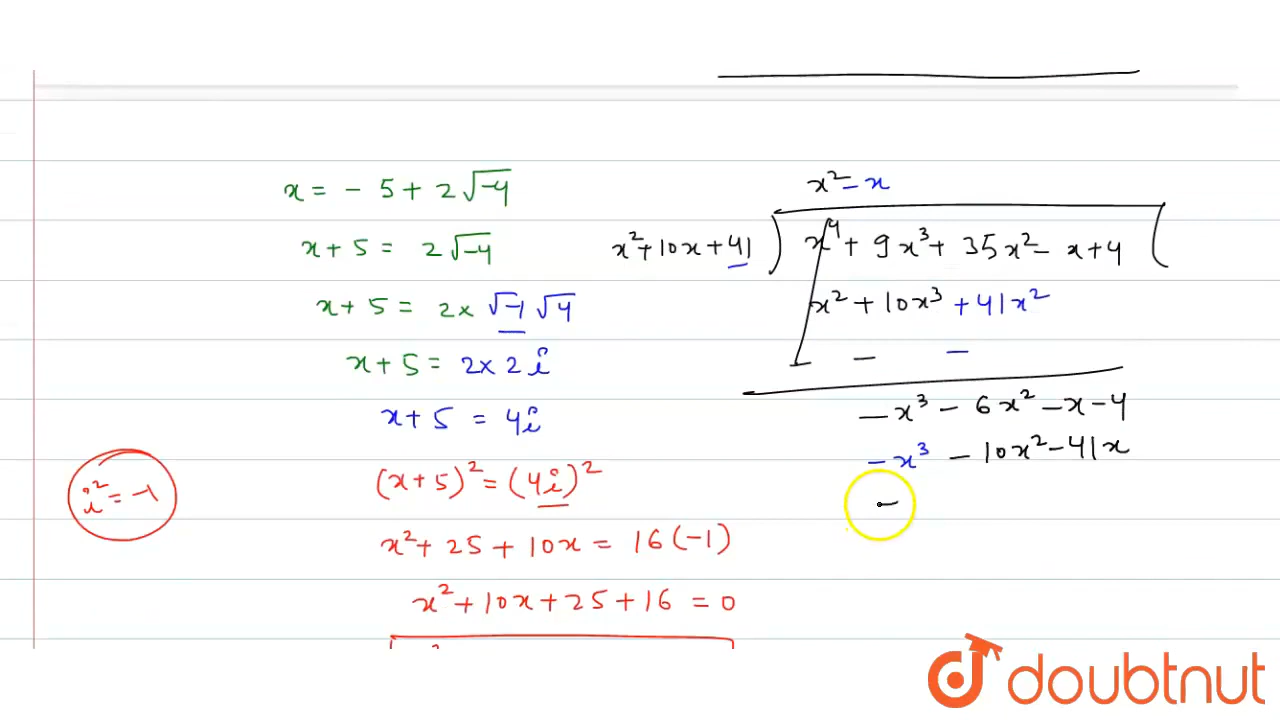 x = - 5 + 2√-4
x + 5 = 2√-4
x + 5 = 2 × √-1 √4
x + 5 = 2 × 2 i
x + 5 = 4i
(x + 5)² = (4i)²
i² = -1
x² + 25 + 10x = 16 (-1)
x² + 10x + 25 + 16 = 0
x² - x
x² + 10x + 41 ) x⁴ + 9x³ + 35x² - x + 4 (
x² + 10x³ + 41x²
- -
- x³ - 6x² - x - 4
- x³ - 10x² - 41x
-
doubtnut